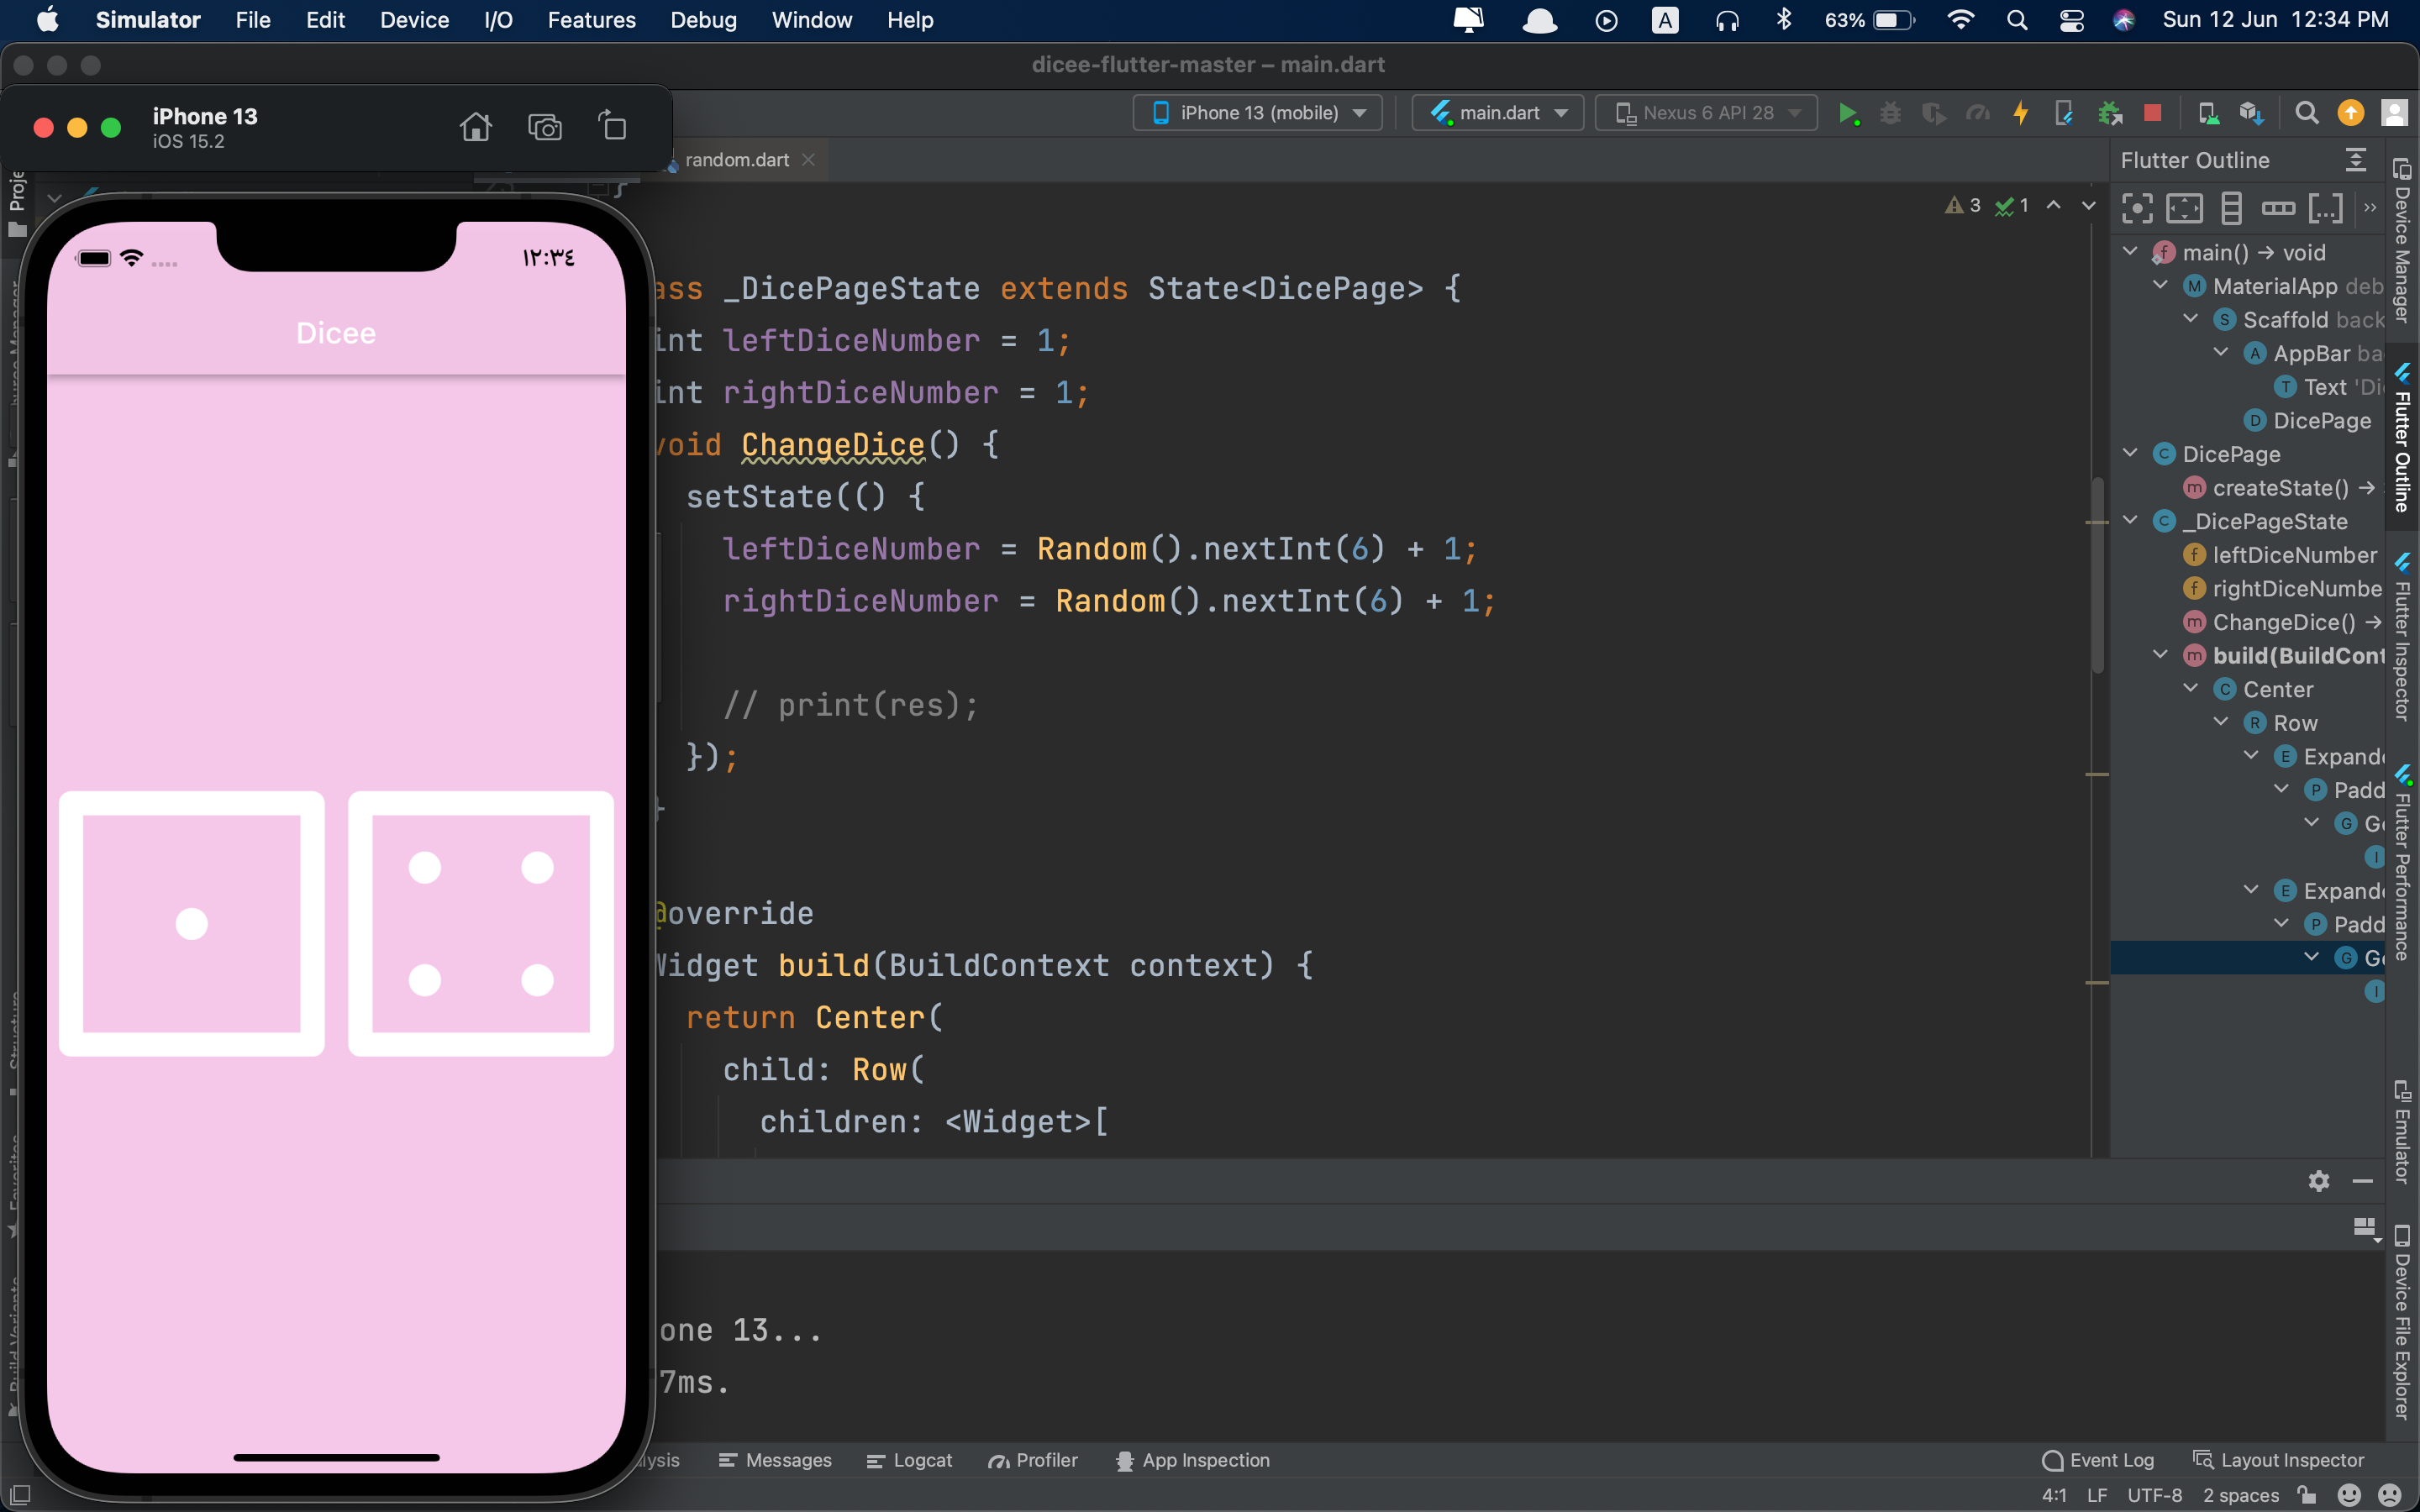 Simulator File Edit Device I/O Features Debug Window Help
A 63% Sun 12 Jun 12:34 PM
dicee-flutter-master – main.dart
iPhone 13
iOS 15.2
iPhone 13 (mobile) main.dart Nexus 6 API 28
random.dart
١٢:٣٤
Dicee
}
3 1
ass _DicePageState extends State<DicePage> {
int leftDiceNumber = 1;
int rightDiceNumber = 1;
void ChangeDice() {
setState(() {
leftDiceNumber = Random().nextInt(6) + 1;
rightDiceNumber = Random().nextInt(6) + 1;
// print(res);
});
}
@override
Widget build(BuildContext context) {
return Center(
child: Row(
children: <Widget>[
one 13...
7ms.
Flutter Outline
main() → void
MaterialApp deb
Scaffold back
AppBar ba
Text 'Di
DicePage
DicePage
createState() →
_DicePageState
leftDiceNumber
rightDiceNumbe
ChangeDice() →
build(BuildCont
Center
Row
Expande
Padd
Ge
Expande
Padd
Ge
Device Manager
Flutter Outline
Flutter Inspector
Flutter Performance
Emulator
Device File Explorer
Proje
Structure
Favorites
Build Variants
lysis Messages Logcat Profiler App Inspection Event Log Layout Inspector
4:1 LF UTF-8 2 spaces